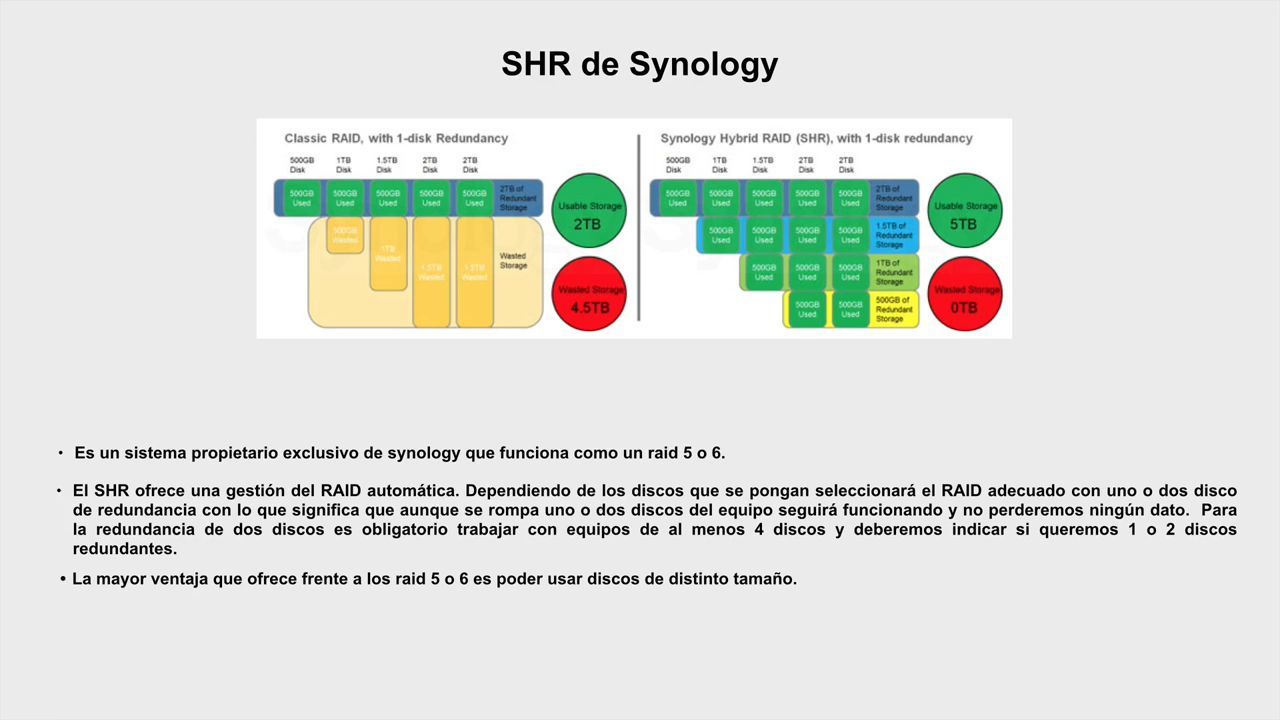 SHR de Synology
Classic RAID, with 1-disk Redundancy
500GB Disk
1TB Disk
1.5TB Disk
2TB Disk
2TB Disk
500GB Used
500GB Used
500GB Used
500GB Used
500GB Used
2TB of Redundant Storage
500GB Wasted
1TB Wasted
1.5TB Wasted
1.5TB Wasted
Wasted Storage
Usable Storage
2TB
Wasted Storage
4.5TB
Synology Hybrid RAID (SHR), with 1-disk redundancy
500GB Disk
1TB Disk
1.5TB Disk
2TB Disk
2TB Disk
500GB Used
500GB Used
500GB Used
500GB Used
500GB Used
2TB of Redundant Storage
500GB Used
500GB Used
500GB Used
500GB Used
1.5TB of Redundant Storage
500GB Used
500GB Used
500GB Used
1TB of Redundant Storage
500GB Used
500GB Used
500GB of Redundant Storage
Usable Storage
5TB
Wasted Storage
0TB
• Es un sistema propietario exclusivo de synology que funciona como un raid 5 o 6.
• El SHR ofrece una gestión del RAID automática. Dependiendo de los discos que se pongan seleccionará el RAID adecuado con uno o dos disco
de redundancia con lo que significa que aunque se rompa uno o dos discos del equipo seguirá funcionando y no perderemos ningún dato. Para
la redundancia de dos discos es obligatorio trabajar con equipos de al menos 4 discos y deberemos indicar si queremos 1 o 2 discos
redundantes.
• La mayor ventaja que ofrece frente a los raid 5 o 6 es poder usar discos de distinto tamaño.